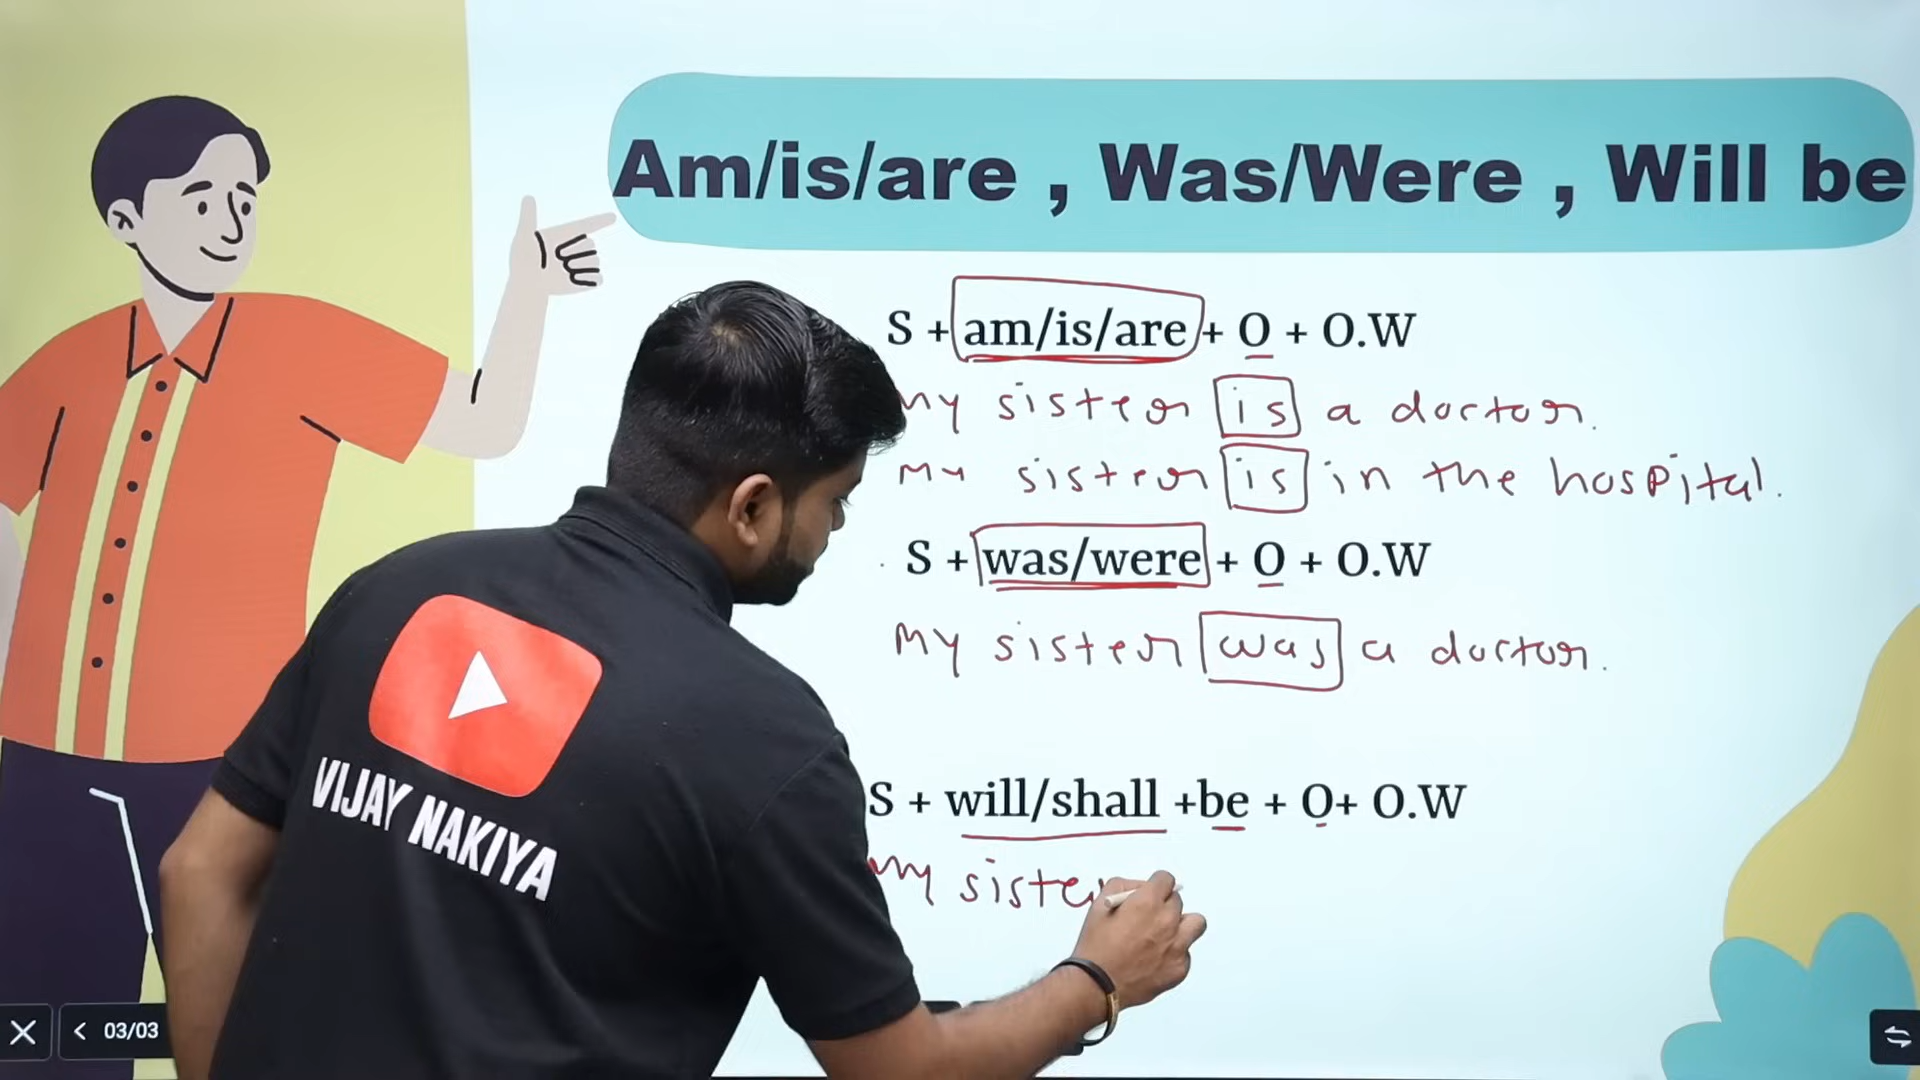 Am/is/are , Was/Were , Will be
S + am/is/are + O + O.W
my sister is a doctor.
my sister is in the hospital.
S + was/were + O + O.W
my sister was a doctor.
S + will/shall +be + O+ O.W
my sister
VIJAY NAKIYA
03/03